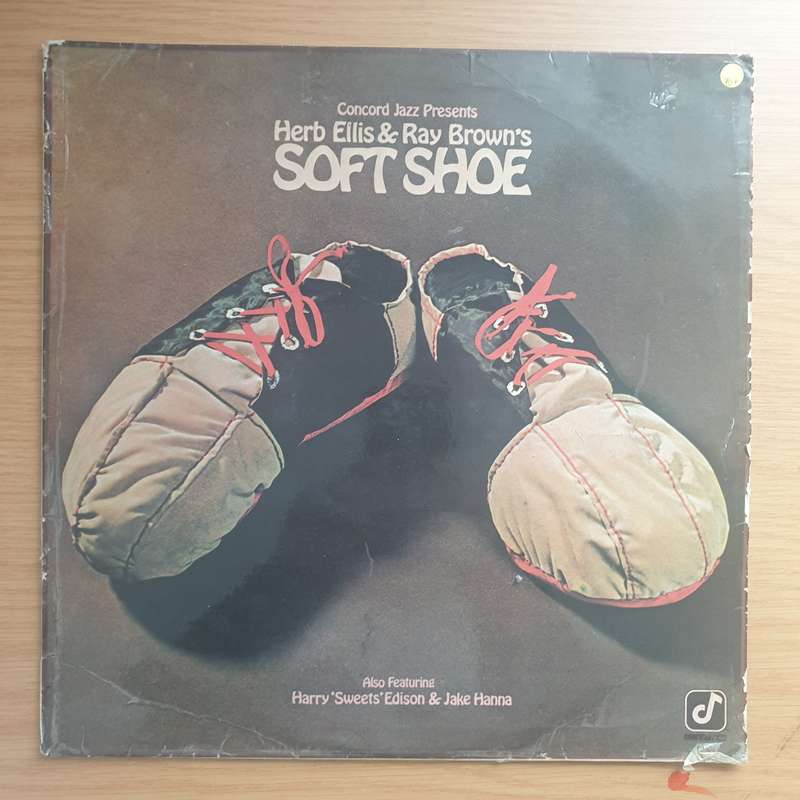 Concord Jazz Presents
Herb Ellis & Ray Brown's
SOFT SHOE
Also Featuring
Harry "Sweets" Edison & Jake Hanna